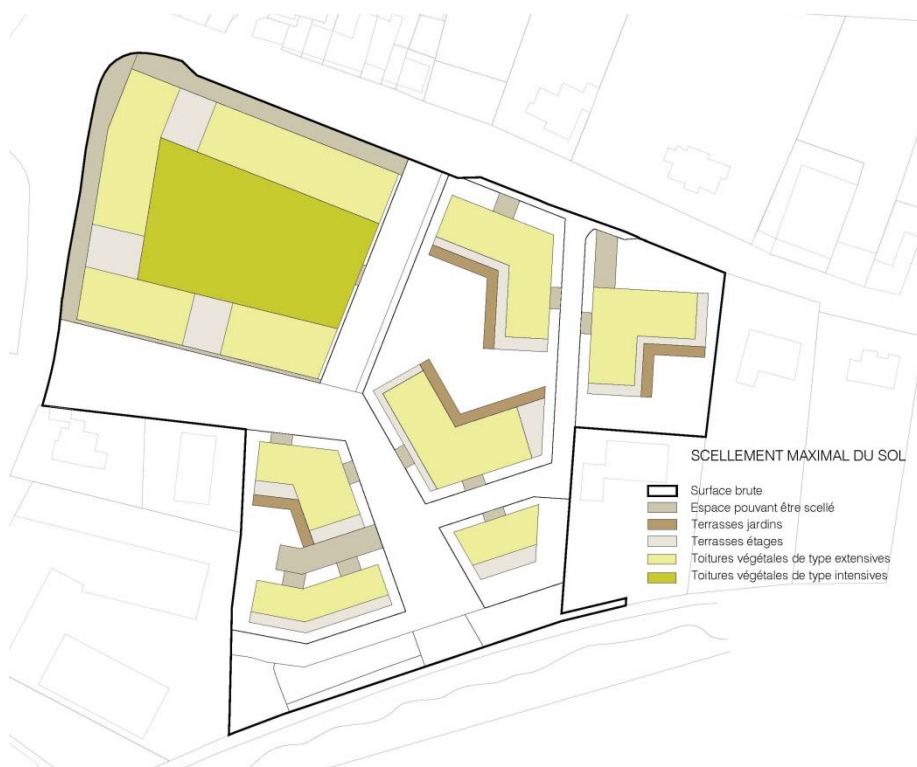 SCELLEMENT MAXIMAL DU SOL
Surface brute
Espace pouvant être scellé
Terrasses jardins
Terrasses étages
Toitures végétales de type extensives
Toitures végétales de type intensives